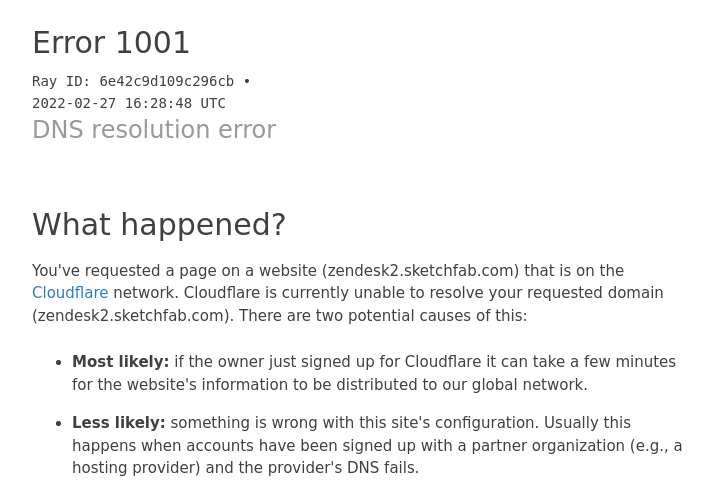 Error 1001
Ray ID: 6e42c9d109c296cb •
2022-02-27 16:28:48 UTC
DNS resolution error
What happened?
You've requested a page on a website (zendesk2.sketchfab.com) that is on the
Cloudflare network. Cloudflare is currently unable to resolve your requested domain
(zendesk2.sketchfab.com). There are two potential causes of this:
• Most likely: if the owner just signed up for Cloudflare it can take a few minutes
for the website's information to be distributed to our global network.
• Less likely: something is wrong with this site's configuration. Usually this
happens when accounts have been signed up with a partner organization (e.g., a
hosting provider) and the provider's DNS fails.